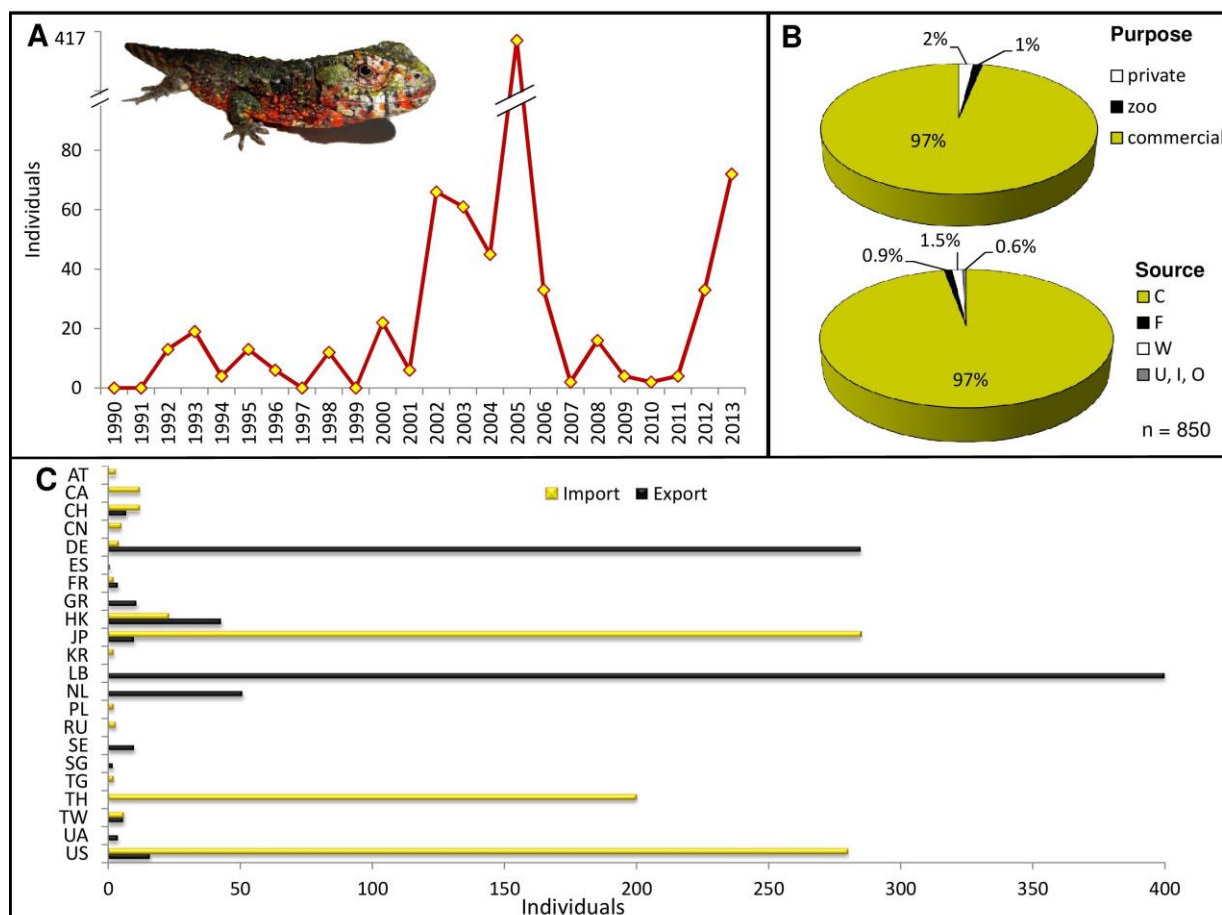 A
417
80
60
40
20
0
Individuals
1990 1991 1992 1993 1994 1995 1996 1997 1998 1999 2000 2001 2002 2003 2004 2005 2006 2007 2008 2009 2010 2011 2012 2013
B
Purpose
2%
1%
private
zoo
commercial
97%
1.5%
0.9%
0.6%
Source
C
F
W
U, I, O
97%
n = 850
C
Import Export
AT
CA
CH
CN
DE
ES
FR
GR
HK
JP
KR
LB
NL
PL
RU
SE
SG
TG
TH
TW
UA
US
0 50 100 150 200 250 300 350 400
Individuals